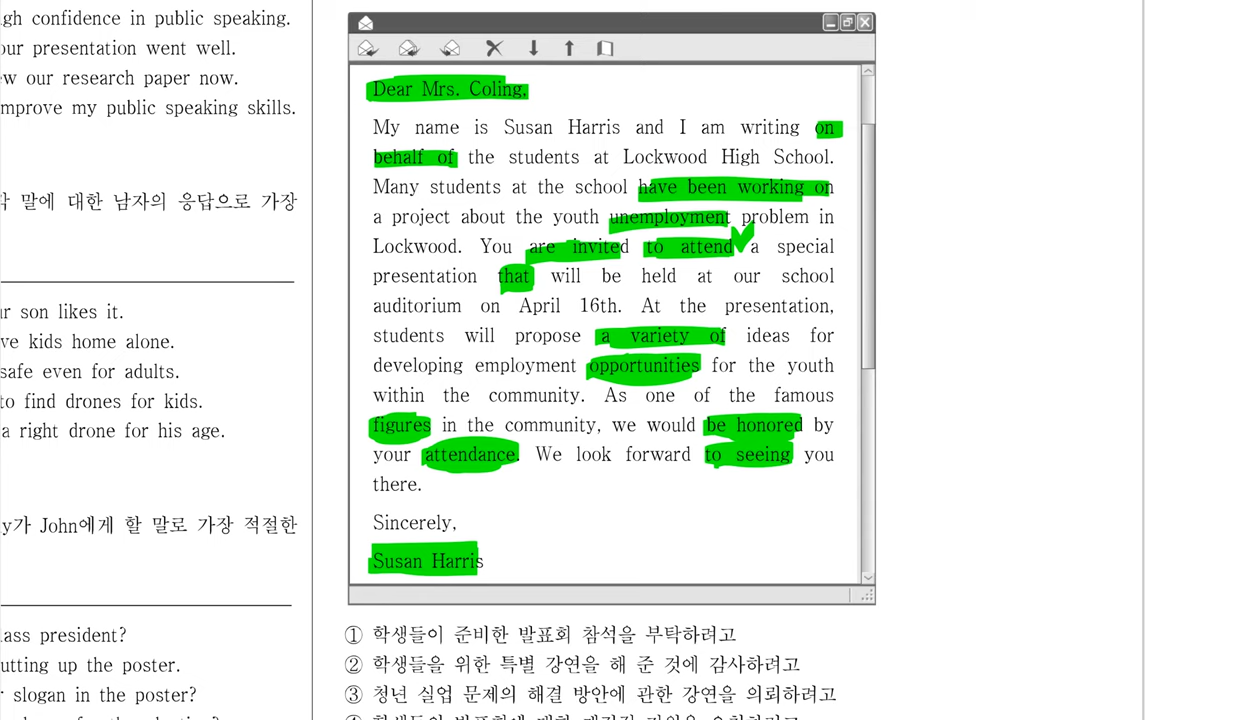 gh confidence in public speaking.
our presentation went well.
ew our research paper now.
mprove my public speaking skills.
말에 대한 남자의 응답으로 가장
ur son likes it.
ve kids home alone.
safe even for adults.
to find drones for kids.
a right drone for his age.
y가 John에게 할 말로 가장 적절한
lass president?
utting up the poster.
r slogan in the poster?
Dear Mrs. Coling,
My name is Susan Harris and I am writing on
behalf of the students at Lockwood High School.
Many students at the school have been working on
a project about the youth unemployment problem in
Lockwood. You are invited to attend a special
presentation that will be held at our school
auditorium on April 16th. At the presentation,
students will propose a variety of ideas for
developing employment opportunities for the youth
within the community. As one of the famous
figures in the community, we would be honored by
your attendance. We look forward to seeing you
there.
Sincerely,
Susan Harris
① 학생들이 준비한 발표회 참석을 부탁하려고
② 학생들을 위한 특별 강연을 해 준 것에 감사하려고
③ 청년 실업 문제의 해결 방안에 관한 강연을 의뢰하려고